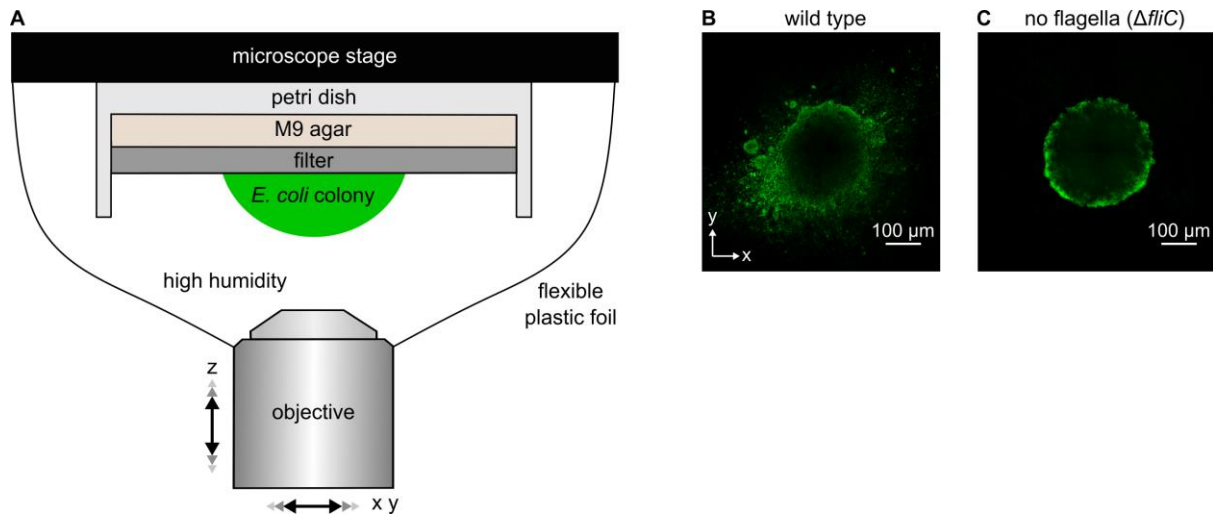 A
microscope stage
petri dish
M9 agar
filter
E. coli colony
high humidity
flexible
plastic foil
z
objective
x y
B
wild type
y
x
100 µm
C
no flagella (ΔfliC)
100 µm